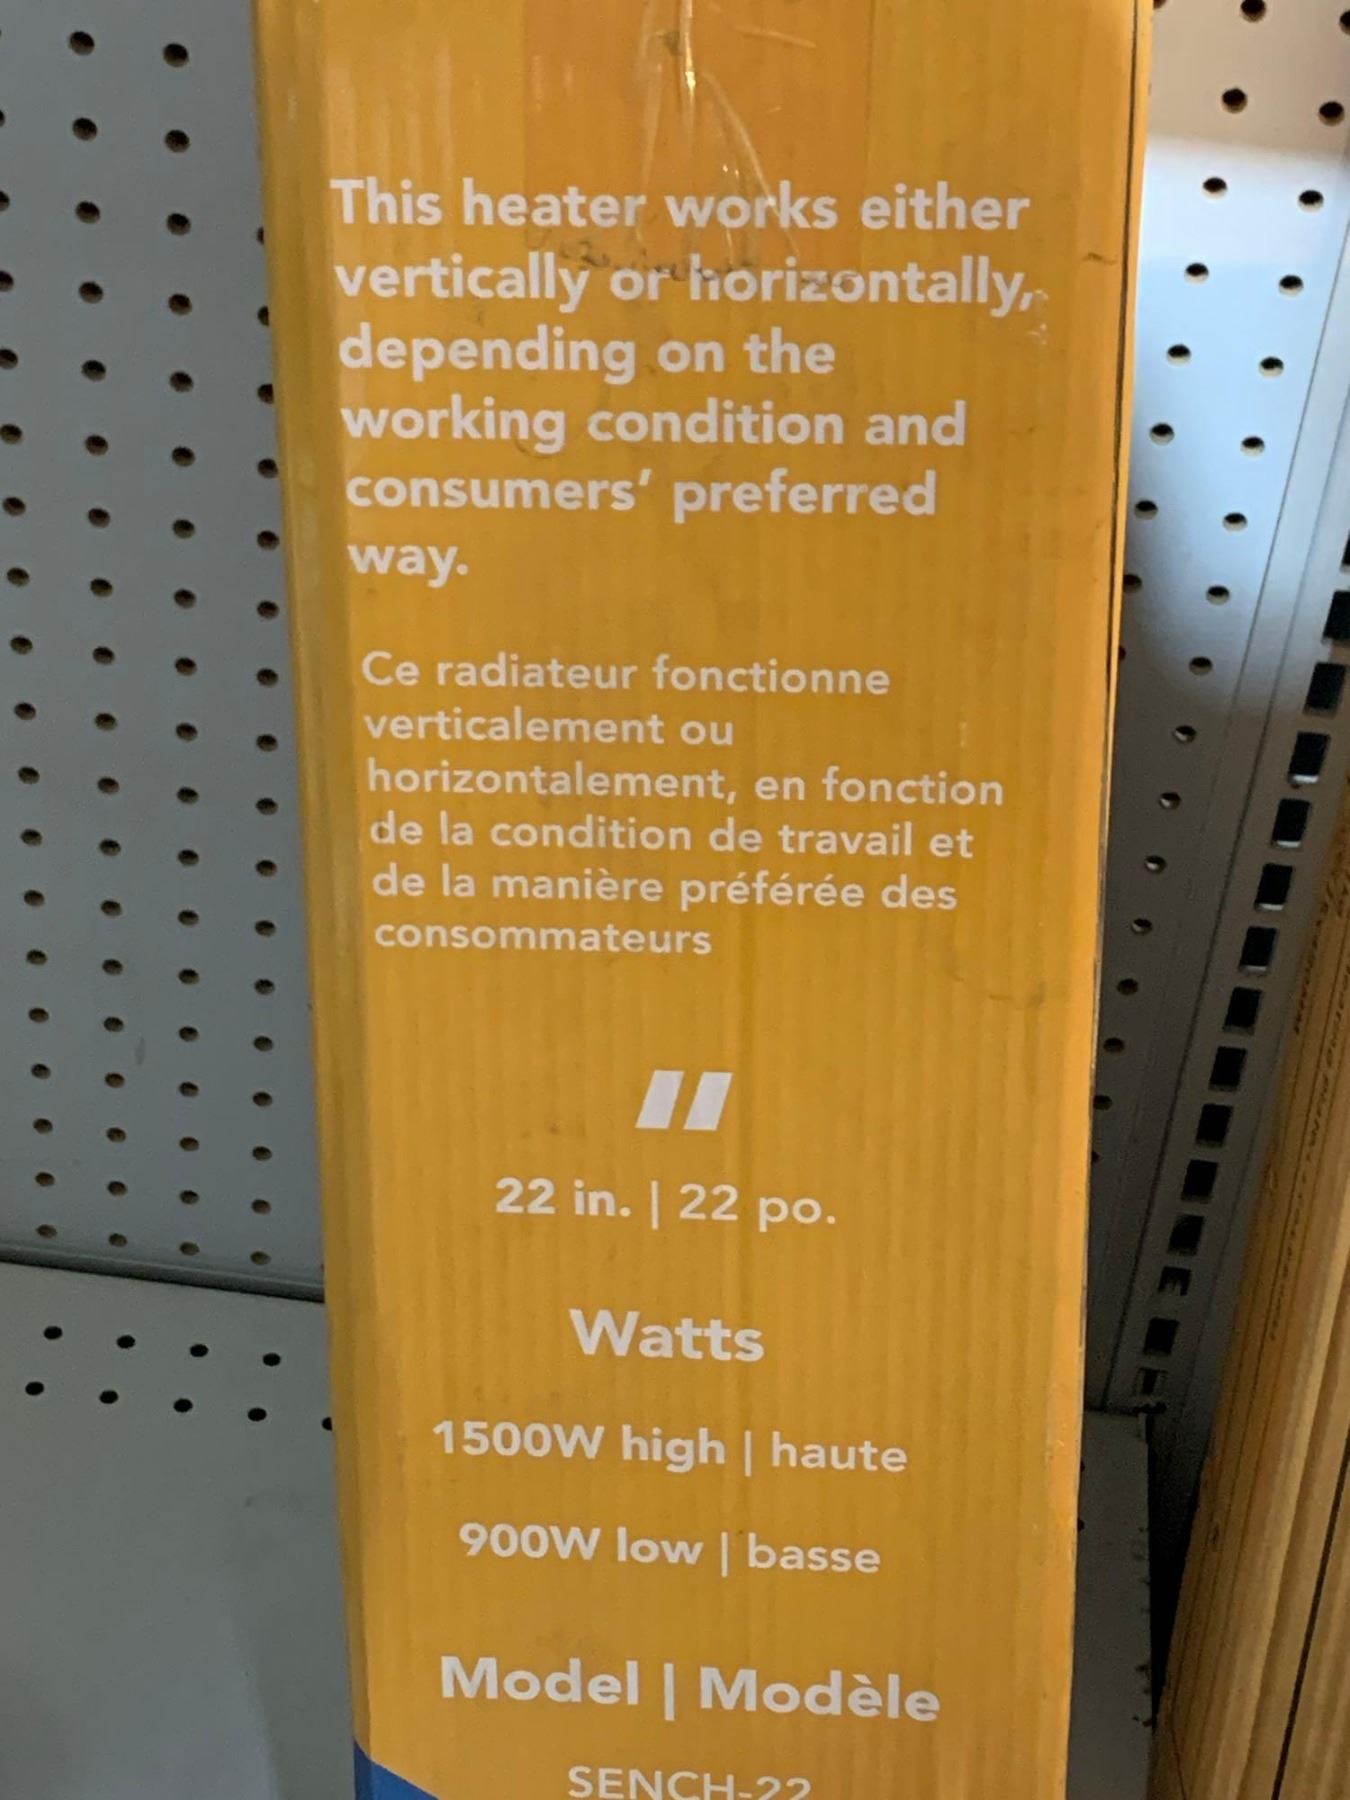 This heater works either
vertically or horizontally,
depending on the
working condition and
consumers' preferred
way.
Ce radiateur fonctionne
verticalement ou
horizontalement, en fonction
de la condition de travail et
de la manière préférée des
consommateurs
22 in. | 22 po.
Watts
1500W high | haute
900W low | basse
Model | Modèle
SENCH-22